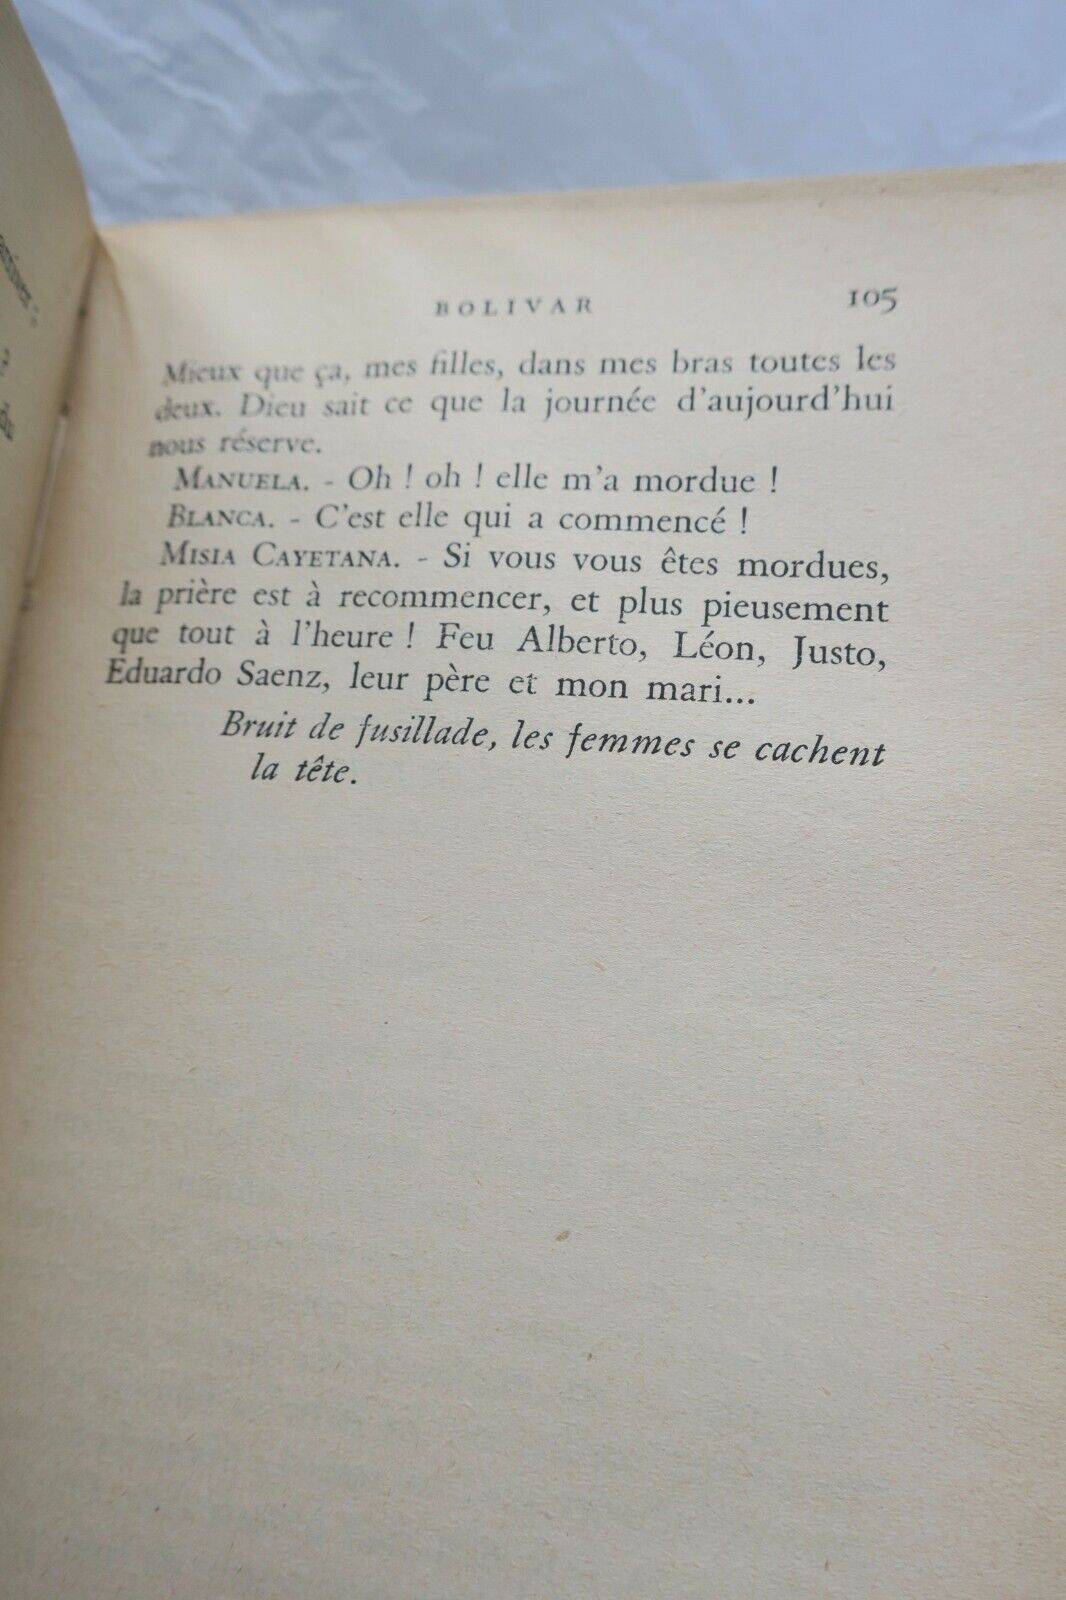 BOLIVAR 105
Mieux que ça, mes filles, dans mes bras toutes les
deux. Dieu sait ce que la journée d'aujourd'hui
nous réserve.
MANUELA. - Oh ! oh ! elle m'a mordue !
BLANCA. - C'est elle qui a commencé !
MISIA CAYETANA. - Si vous vous êtes mordues,
la prière est à recommencer, et plus pieusement
que tout à l'heure ! Feu Alberto, Léon, Justo,
Eduardo Saenz, leur père et mon mari...
Bruit de fusillade, les femmes se cachent
la tête.